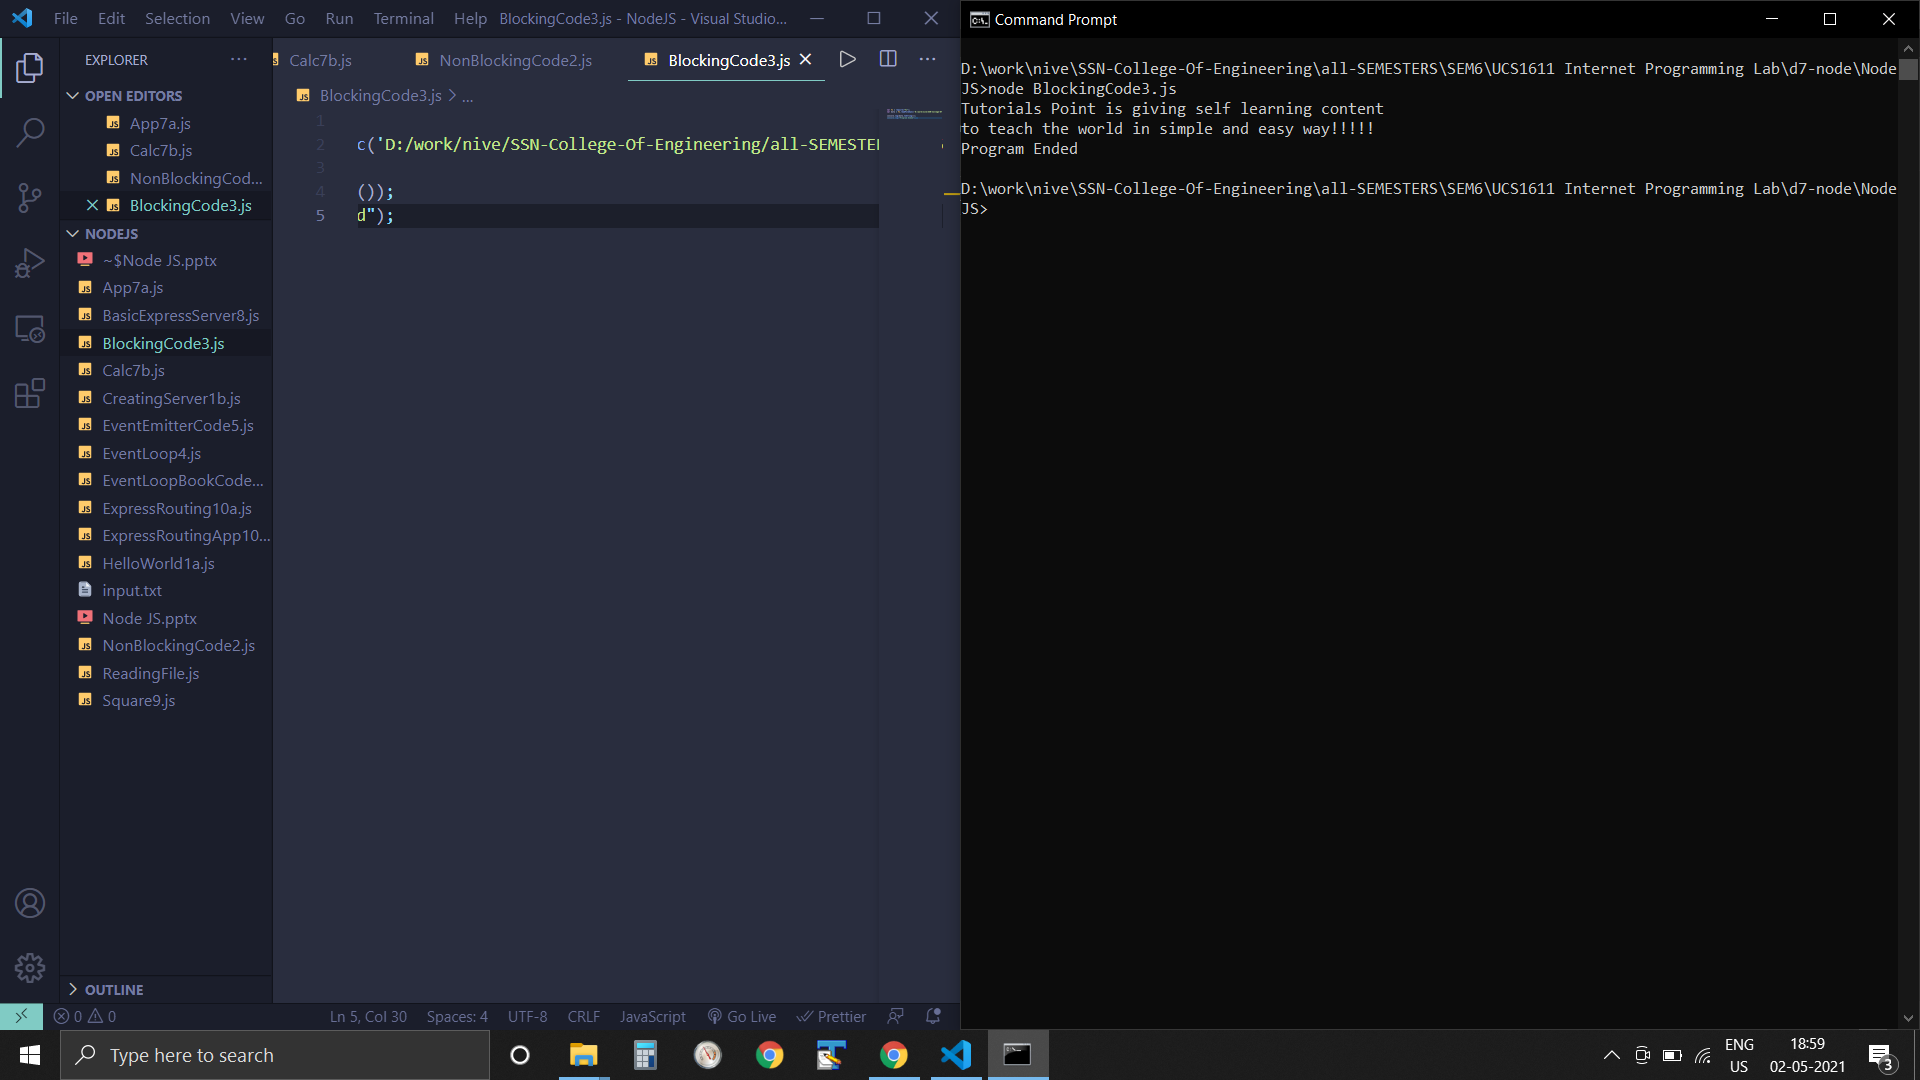 File Edit Selection View Go Run Terminal Help BlockingCode3.js - NodeJS - Visual Studio...
EXPLORER
OPEN EDITORS
App7a.js
Calc7b.js
NonBlockingCod...
BlockingCode3.js
NODEJS
~$Node JS.pptx
App7a.js
BasicExpressServer8.js
BlockingCode3.js
Calc7b.js
CreatingServer1b.js
EventEmitterCode5.js
EventLoop4.js
EventLoopBookCode...
ExpressRouting10a.js
ExpressRoutingApp10...
HelloWorld1a.js
input.txt
Node JS.pptx
NonBlockingCode2.js
ReadingFile.js
Square9.js
OUTLINE
Calc7b.js NonBlockingCode2.js BlockingCode3.js
BlockingCode3.js > ...
1
2 c('D:/work/nive/SSN-College-Of-Engineering/all-SEMESTE
3
4 ());
5 d");
0 0 Ln 5, Col 30 Spaces: 4 UTF-8 CRLF JavaScript Go Live Prettier
Command Prompt
D:\work\nive\SSN-College-Of-Engineering\all-SEMESTERS\SEM6\UCS1611 Internet Programming Lab\d7-node\Node
JS>node BlockingCode3.js
Tutorials Point is giving self learning content
to teach the world in simple and easy way!!!!!
Program Ended
D:\work\nive\SSN-College-Of-Engineering\all-SEMESTERS\SEM6\UCS1611 Internet Programming Lab\d7-node\Node
JS>
Type here to search
ENG
US
18:59
02-05-2021
3